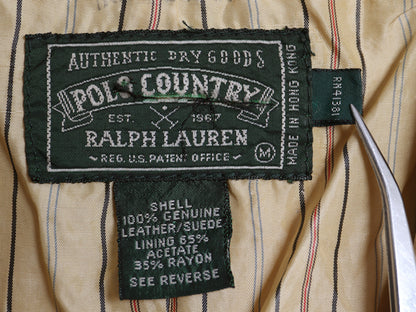 AUTHENTIC DRY GOODS
POLO COUNTRY
EST. 1967
RALPH LAUREN
REG. U.S. PATENT OFFICE
M
MADE IN HONG KONG
RN41381
SHELL
100% GENUINE
LEATHER/SUEDE
LINING 65%
ACETATE
35% RAYON
SEE REVERSE